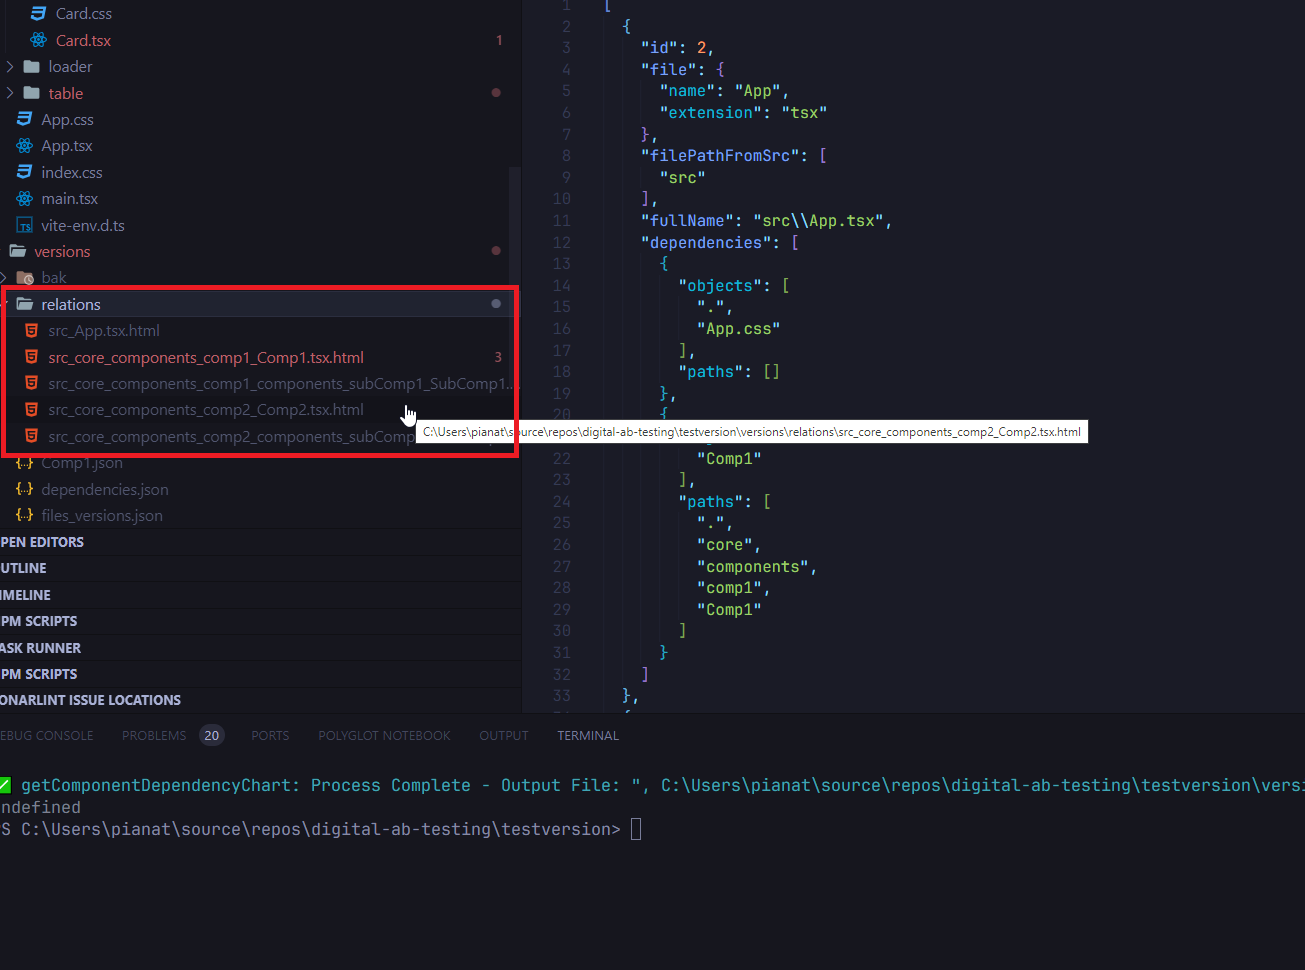 Card.css
Card.tsx 1
loader
table
App.css
App.tsx
index.css
main.tsx
TS vite-env.d.ts
versions
bak
relations
src_App.tsx.html
src_core_components_comp1_Comp1.tsx.html 3
src_core_components_comp1_components_subComp1_SubComp1...
src_core_components_comp2_Comp2.tsx.html
src_core_components_comp2_components_subComp
{..} Comp1.json
{..} dependencies.json
{..} files_versions.json
PEN EDITORS
UTLINE
IMELINE
PM SCRIPTS
ASK RUNNER
PM SCRIPTS
ONARLINT ISSUE LOCATIONS
1 [
2 {
3 "id": 2,
4 "file": {
5 "name": "App",
6 "extension": "tsx"
7 },
8 "filePathFromSrc": [
9 "src"
10 ],
11 "fullName": "src\\App.tsx",
12 "dependencies": [
13 {
14 "objects": [
15 ".",
16 "App.css"
17 ],
18 "paths": []
19 },
20 {
C:\Users\pianat\source\repos\digital-ab-testing\testversion\versions\relations\src_core_components_comp2_Comp2.tsx.html
22 "Comp1"
23 ],
24 "paths": [
25 ".",
26 "core",
27 "components",
28 "comp1",
29 "Comp1"
30 ]
31 }
32 ]
33 },
EBUG CONSOLE PROBLEMS 20 PORTS POLYGLOT NOTEBOOK OUTPUT TERMINAL
getComponentDependencyChart: Process Complete - Output File: ", C:\Users\pianat\source\repos\digital-ab-testing\testversion\versi
ndefined
S C:\Users\pianat\source\repos\digital-ab-testing\testversion>